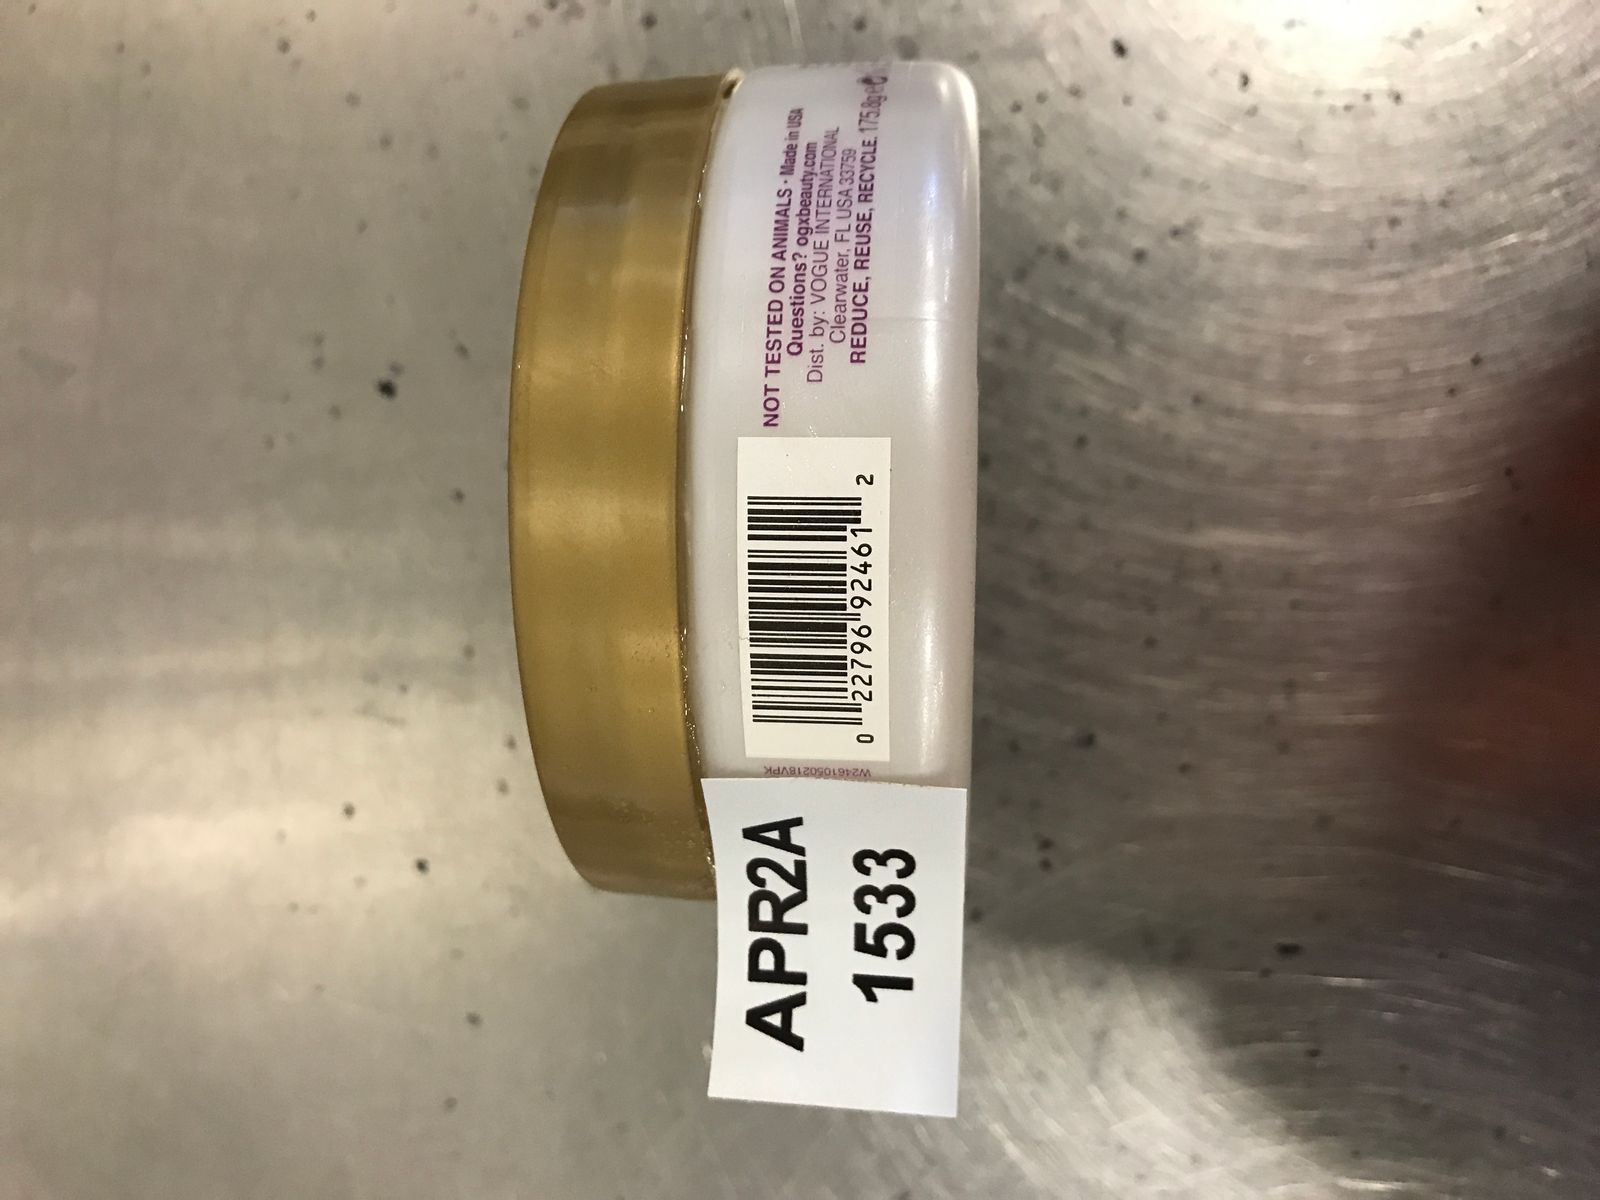 NOT TESTED ON ANIMALS • Made in USA
Questions? ogxbeauty.com
Dist. by: VOGUE INTERNATIONAL
Clearwater, FL USA 33759
REDUCE, REUSE, RECYCLE. 175.8g e
0 22796 92461 2
W2461050218VPK
APR2A
1533